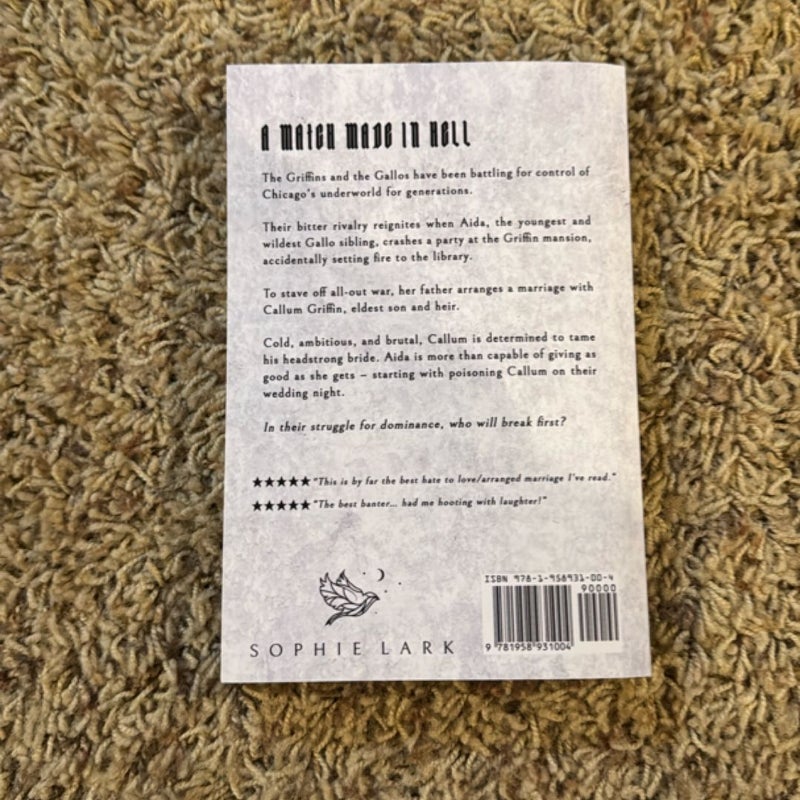 A MATCH MADE IN HELL
The Griffins and the Gallos have been battling for control of
Chicago's underworld for generations.
Their bitter rivalry reignites when Aida, the youngest and
wildest Gallo sibling, crashes a party at the Griffin mansion,
accidentally setting fire to the library.
To stave off all-out war, her father arranges a marriage with
Callum Griffin, eldest son and heir.
Cold, ambitious, and brutal, Callum is determined to tame
his headstrong bride. Aida is more than capable of giving as
good as she gets – starting with poisoning Callum on their
wedding night.
In their struggle for dominance, who will break first?
★★★★★ "This is by far the best hate to love/arranged marriage I've read."
★★★★★ "The best banter... had me hooting with laughter!"
ISBN 978-1-958931-00-4
90000
9 781958 931004
SOPHIE LARK